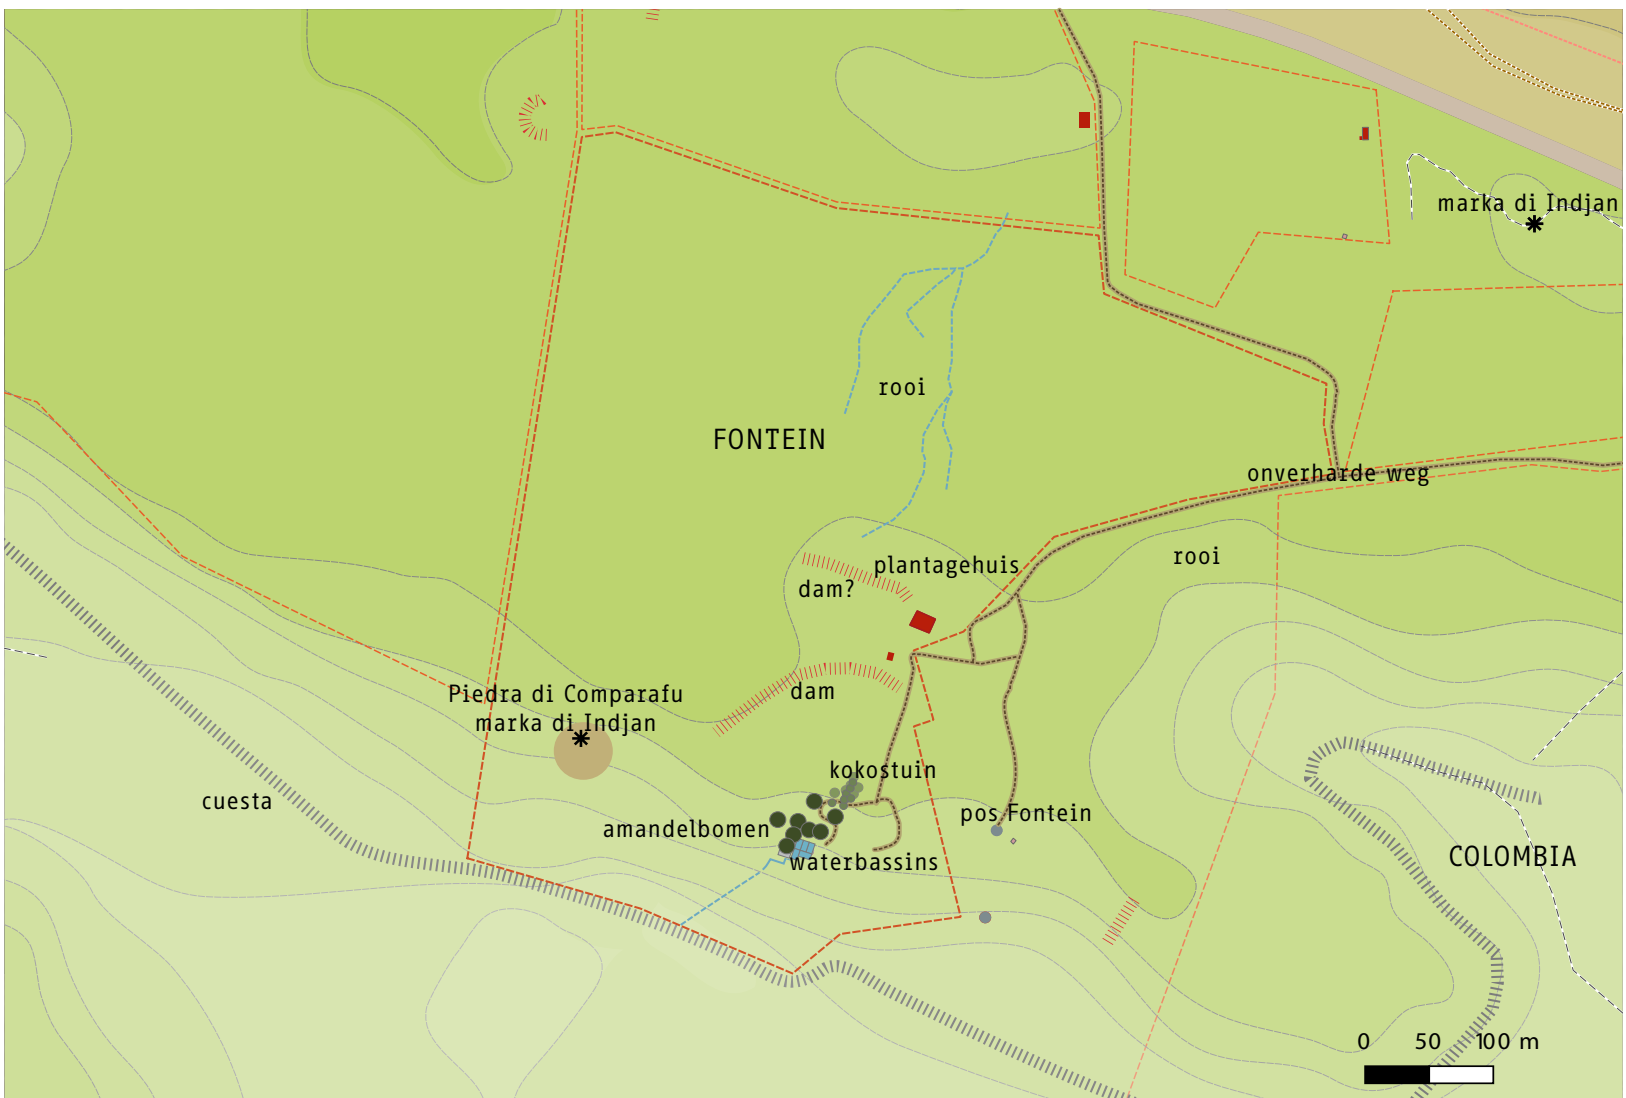 marka di Indjan
rooi
FONTEIN
onverharde weg
rooi
plantagehuis
dam?
dam
Piedra di Comparafu
marka di Indjan
kokostuin
cuesta
pos Fontein
amandelbomen
COLOMBIA
waterbassins
0 50 100 m